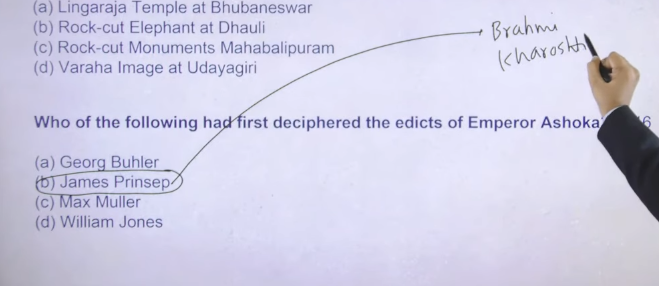 (a) Lingaraja Temple at Bhubaneswar
(b) Rock-cut Elephant at Dhauli
(c) Rock-cut Monuments Mahabalipuram
(d) Varaha Image at Udayagiri
Brahmi
Who of the following had first deciphered the edicts of Emperor Ashoka 6
(a) Georg Buhler
(b) James Prinsep
(c) Max Muller
(d) William Jones